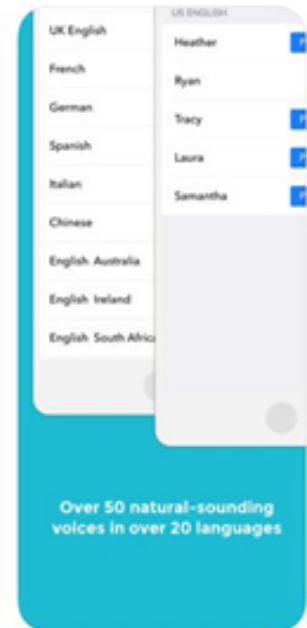 UK English
French
German
Spanish
Italian
Chinese
English Australia
English Ireland
English South Africa
US ENGLISH
Heather
Ryan
Tracy
Laura
Samantha
Over 50 natural-sounding
voices in over 20 languages